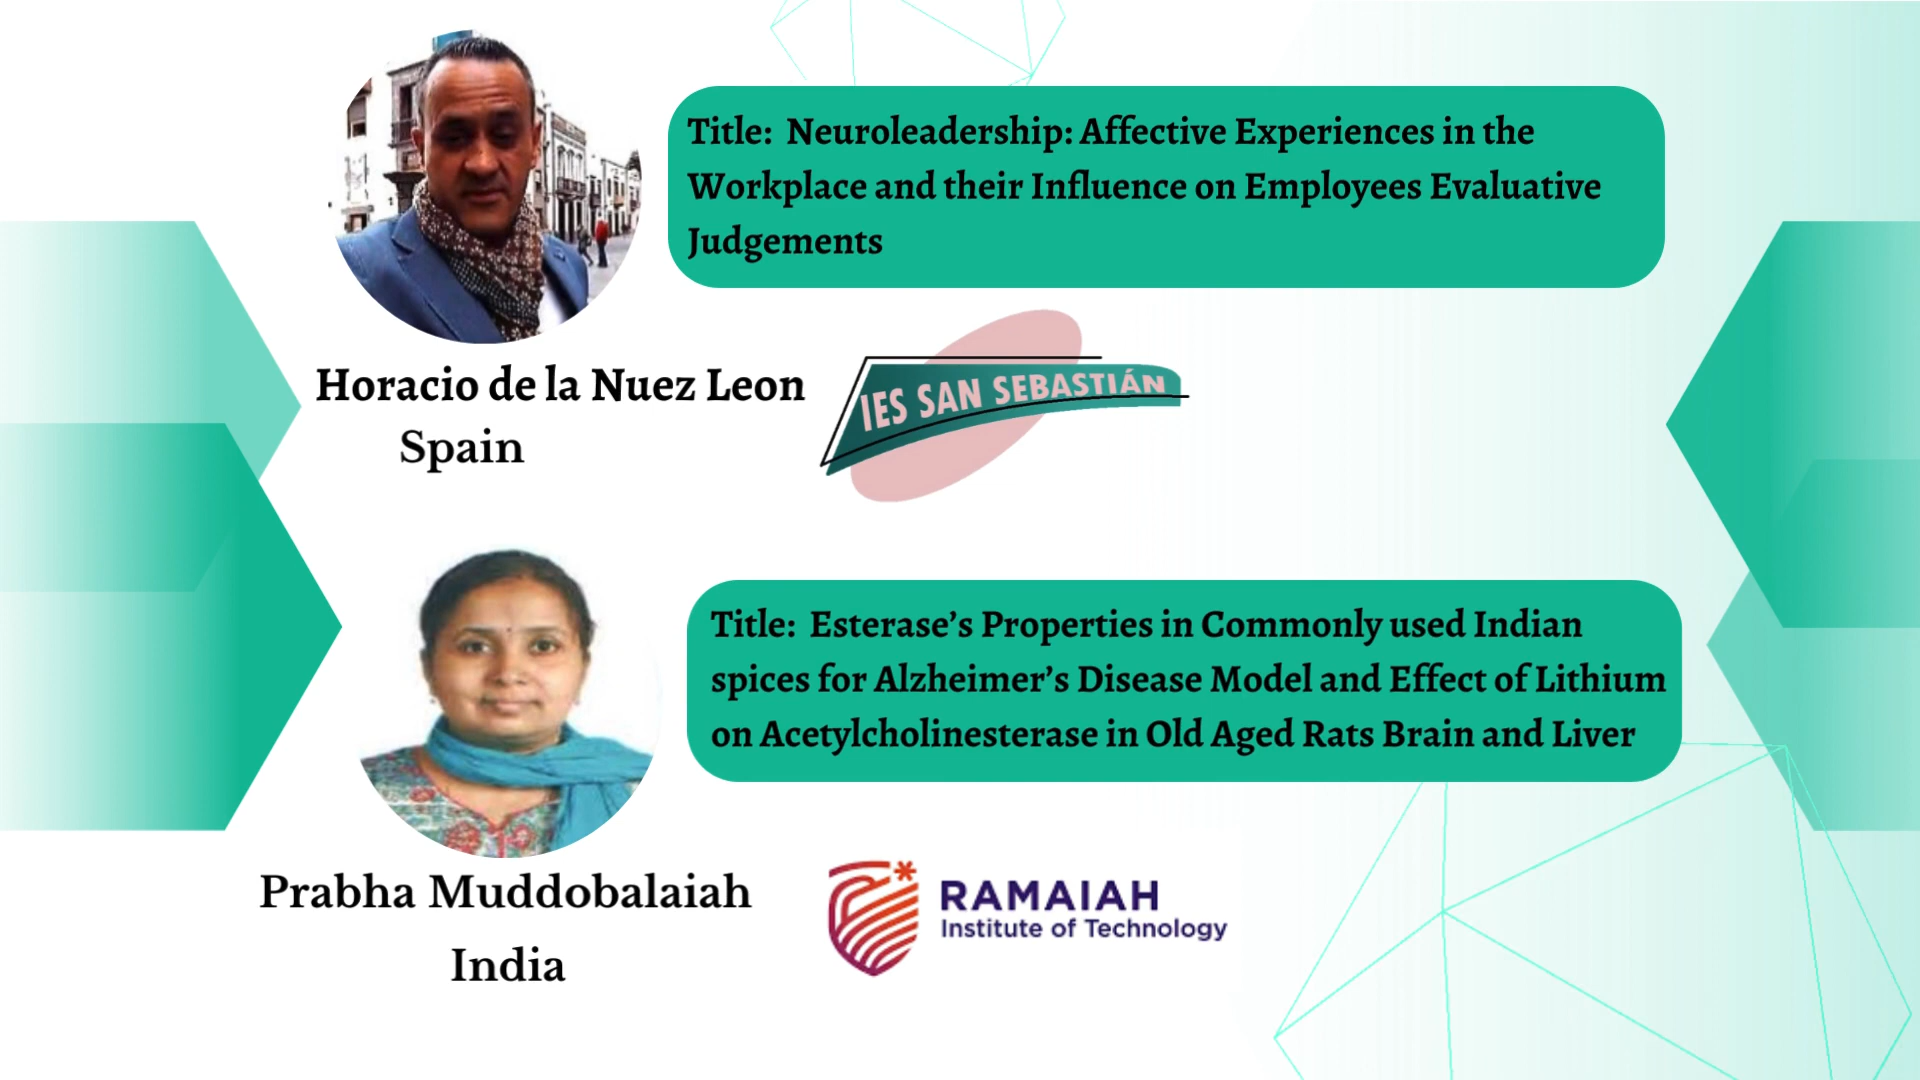 Title: Neuroleadership: Affective Experiences in the
Workplace and their Influence on Employees Evaluative
Judgements
Horacio de la Nuez Leon
Spain
IES SAN SEBASTIÁN
Title: Esterase’s Properties in Commonly used Indian
spices for Alzheimer’s Disease Model and Effect of Lithium
on Acetylcholinesterase in Old Aged Rats Brain and Liver
Prabha Muddobalaiah
India
RAMAIAH
Institute of Technology